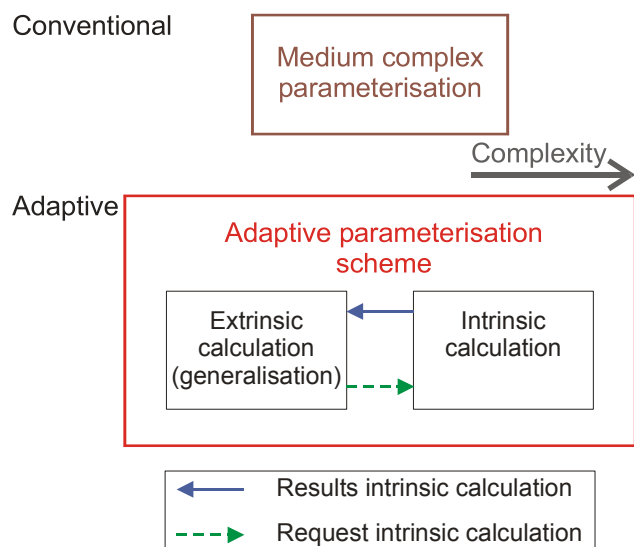 Conventional
Medium complex
parameterisation
Complexity
Adaptive
Adaptive parameterisation
scheme
Extrinsic
calculation
(generalisation)
Intrinsic
calculation
Results intrinsic calculation
Request intrinsic calculation